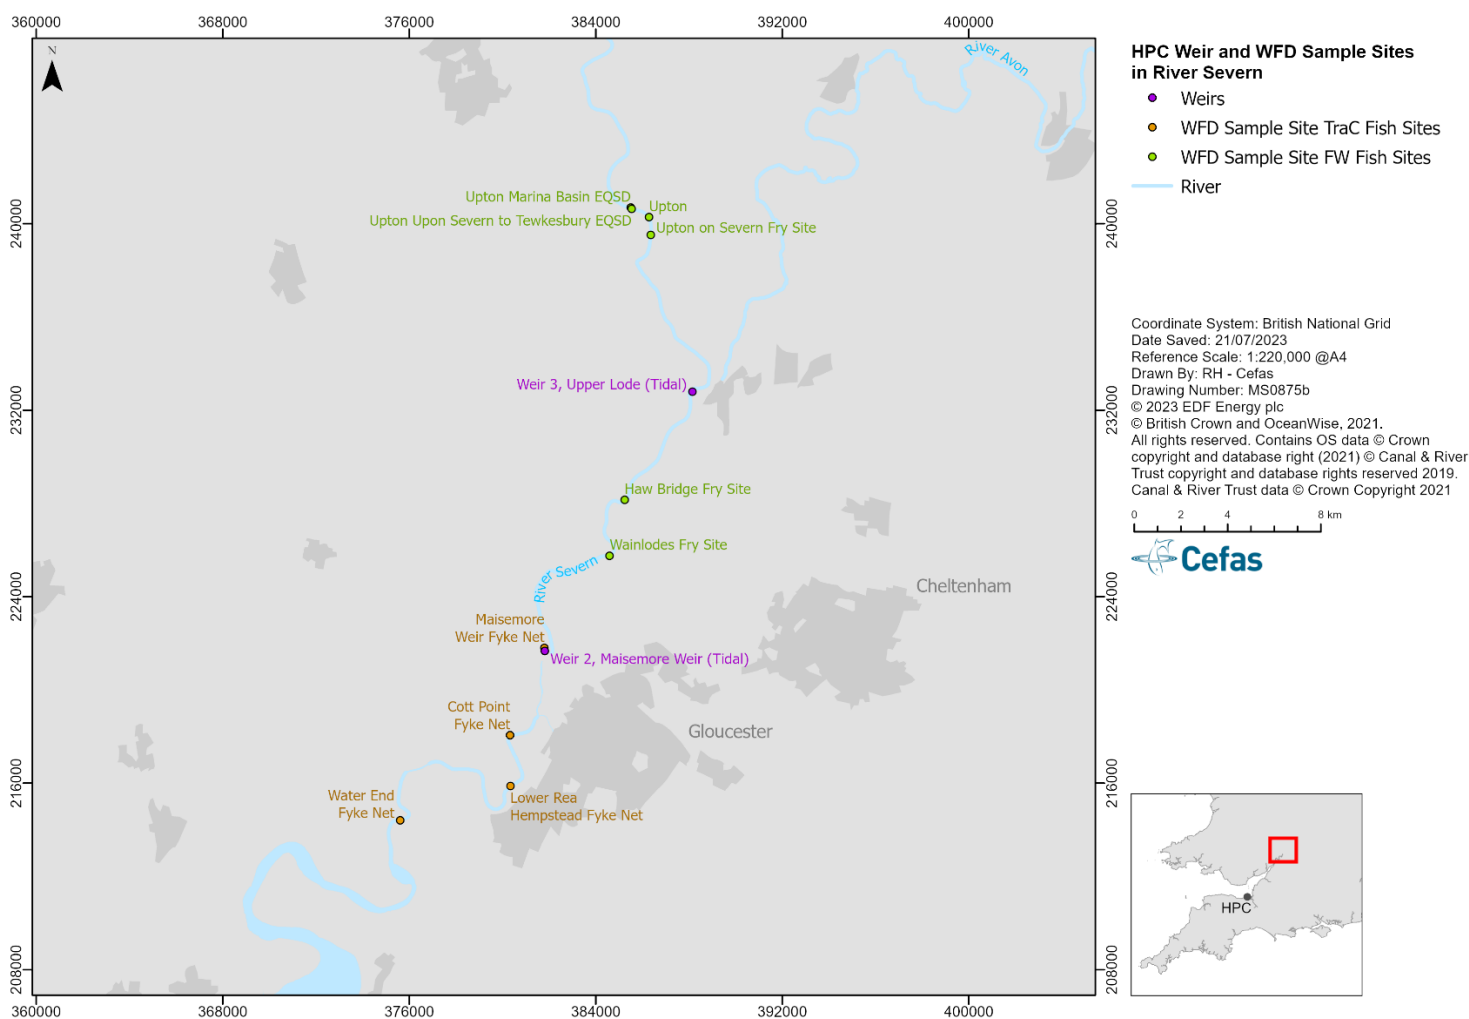 360000
368000
376000
384000
392000
400000
N
River Avon
HPC Weir and WFD Sample Sites
in River Severn
Weirs
WFD Sample Site TraC Fish Sites
WFD Sample Site FW Fish Sites
River
Upton Marina Basin EQSD
Upton
Upton Upon Severn to Tewkesbury EQSD
Upton on Severn Fry Site
240000
240000
Weir 3, Upper Lode (Tidal)
232000
232000
Haw Bridge Fry Site
Wainlodes Fry Site
River Severn
Cheltenham
224000
224000
Maisemore
Weir Fyke Net
Weir 2, Maisemore Weir (Tidal)
Cott Point
Fyke Net
Gloucester
216000
216000
Water End
Fyke Net
Lower Rea
Hempstead Fyke Net
208000
208000
360000
368000
376000
384000
392000
400000
Coordinate System: British National Grid
Date Saved: 21/07/2023
Reference Scale: 1:220,000 @A4
Drawn By: RH - Cefas
Drawing Number: MS0875b
© 2023 EDF Energy plc
© British Crown and OceanWise, 2021.
All rights reserved. Contains OS data © Crown
copyright and database right (2021) © Canal & River
Trust copyright and database rights reserved 2019.
Canal & River Trust data © Crown Copyright 2021
0 2 4 8 km
Cefas
HPC